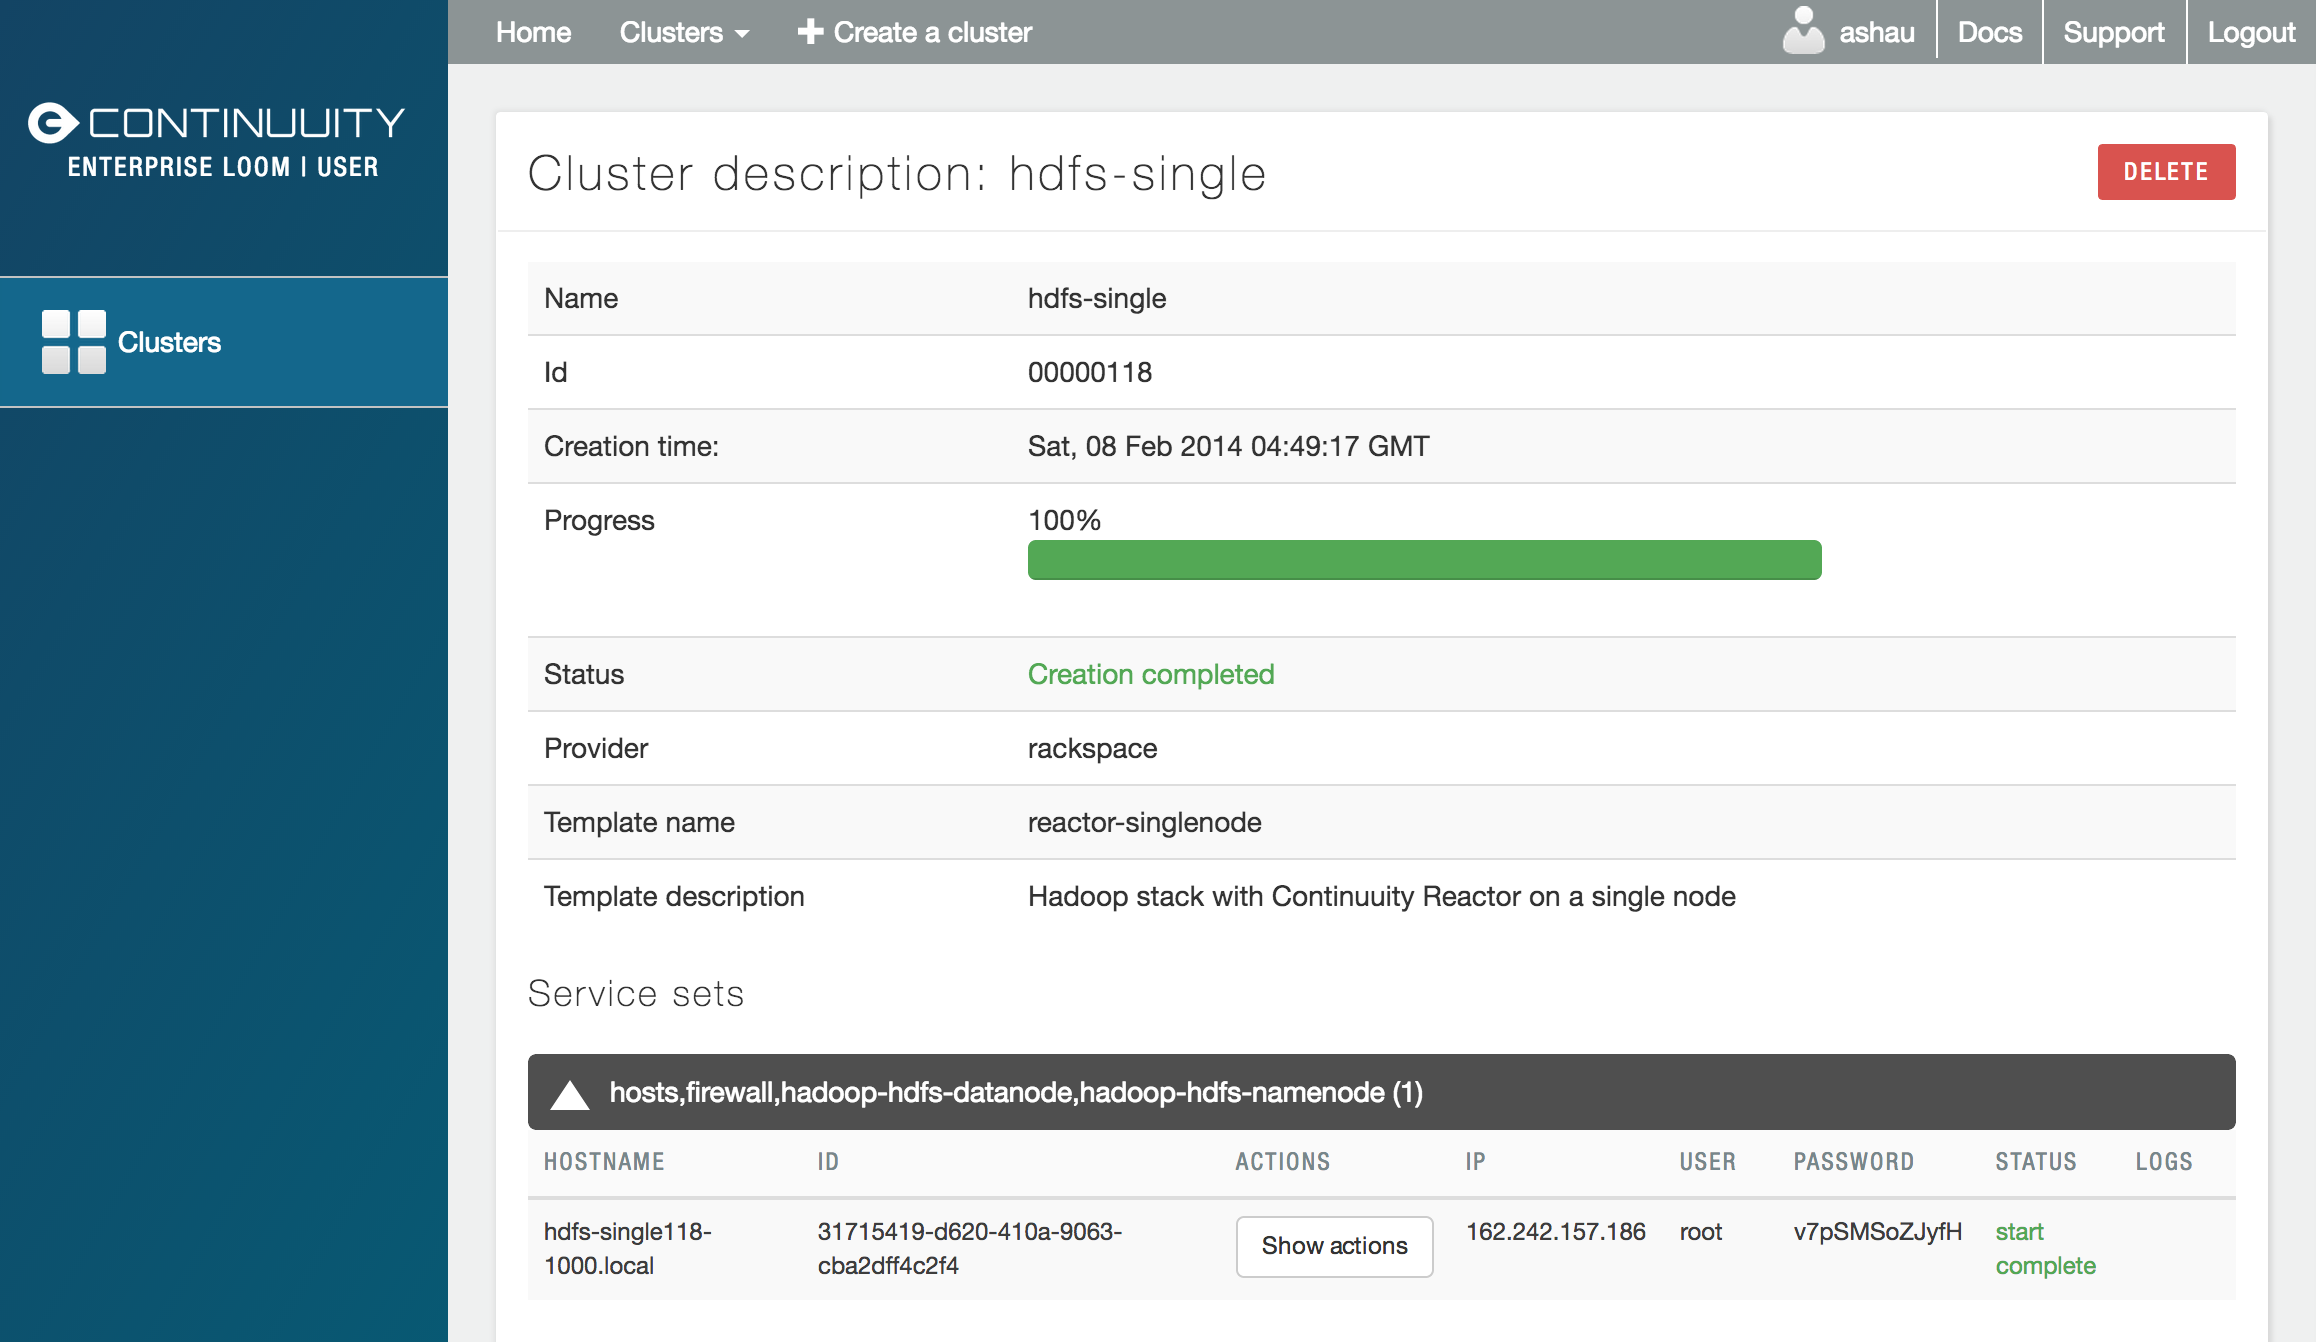 Home Clusters Create a cluster ashau Docs Support Logout
CONTINUUITY
ENTERPRISE LOOM | USER
Clusters
Cluster description: hdfs-single
DELETE
Name hdfs-single
Id 00000118
Creation time: Sat, 08 Feb 2014 04:49:17 GMT
Progress 100%
Status Creation completed
Provider rackspace
Template name reactor-singlenode
Template description Hadoop stack with Continuuity Reactor on a single node
Service sets
hosts,firewall,hadoop-hdfs-datanode,hadoop-hdfs-namenode (1)
HOSTNAME ID ACTIONS IP USER PASSWORD STATUS LOGS
hdfs-single118- 31715419-d620-410a-9063- Show actions 162.242.157.186 root v7pSMSoZJyfH start
1000.local cba2dff4c2f4 complete